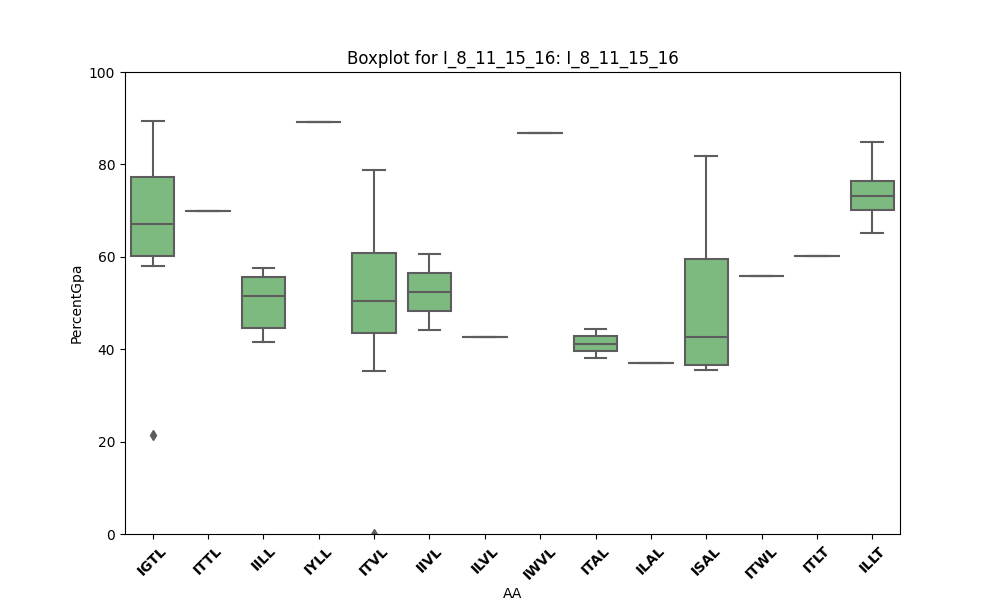 Boxplot for I_8_11_15_16: I_8_11_15_16
100
80
60
40
20
0
PercentGpa
IGTL
ITTL
IILL
IYLL
ITVL
IIVL
ILVL
IWVL
ITAL
ILAL
ISAL
ITWL
ITLT
ILLT
AA